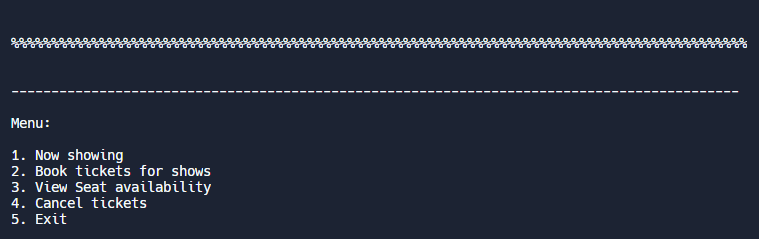 %%%%%%%%%%%%%%%%%%%%%%%%%%%%%%%%%%%%%%%%%%%%%%%%%%%%%%%%%%%%%%%%%%%%%%%%%%%%%%%%%%%%%%%%%%%%%%
-------------------------------------------------------------------------------------------
Menu:
1. Now showing
2. Book tickets for shows
3. View Seat availability
4. Cancel tickets
5. Exit